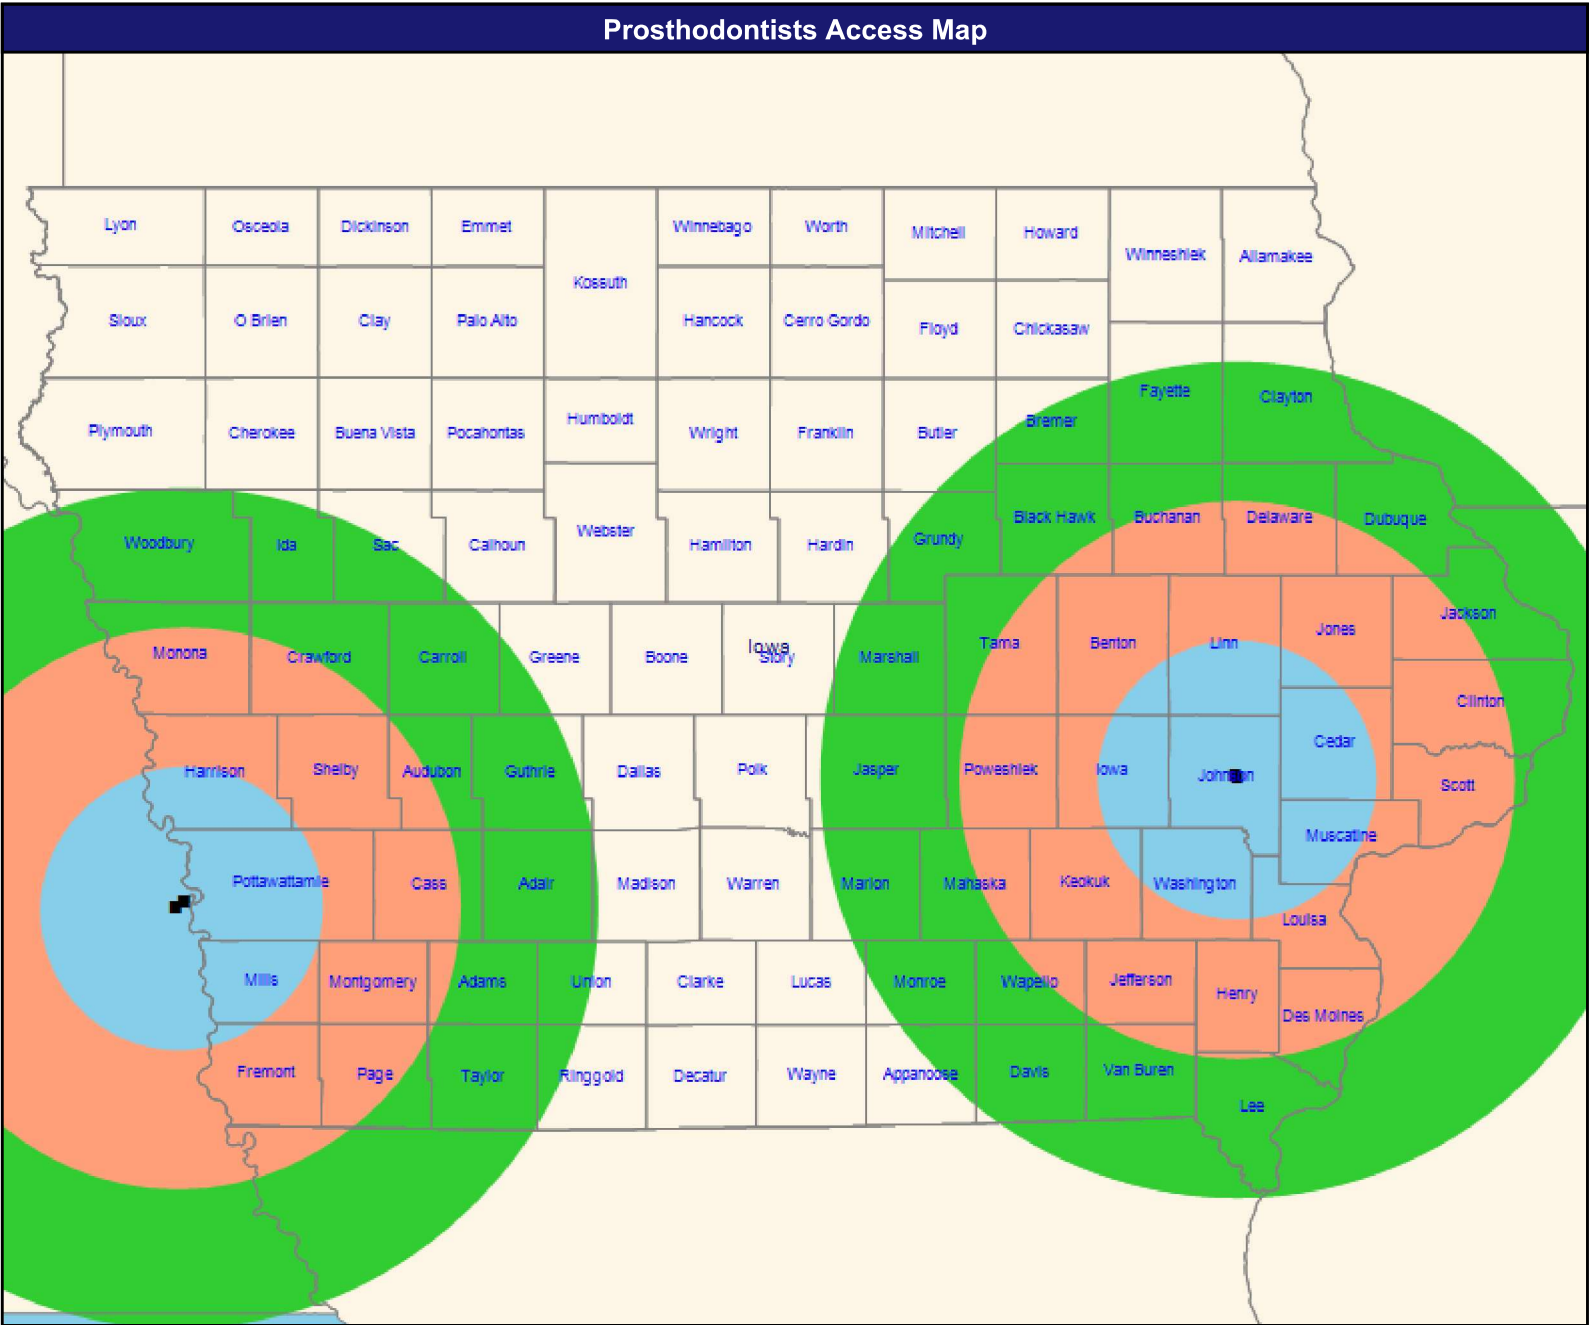 Prosthodontists Access Map
Lyon Osceola Dickinson Emmet Winnebago Worth Mitchell Howard
Winneshiek Allamakee
Kossuth
Sioux O Brien Clay Palo Alto Hancock Cerro Gordo Floyd Chickasaw
Fayette Clayton
Plymouth Cherokee Buena Vista Pocahontas Humboldt Wright Franklin Butler Bremer
Woodbury Ida Sac Calhoun Webster Hamilton Hardin Grundy Black Hawk Buchanan Delaware Dubuque
Jackson
Iowa
Monona Crawford Carroll Greene Boone Story Marshall Tama Benton Linn Jones
Clinton
Cedar
Harrison Shelby Audubon Guthrie Dallas Polk Jasper Poweshiek Iowa Johnson Scott
Muscatine
Pottawattamie Cass Adair Madison Warren Marion Mahaska Keokuk Washington
Louisa
Mills Montgomery Adams Union Clarke Lucas Monroe Wapello Jefferson Henry
Des Moines
Fremont Page Taylor Ringgold Decatur Wayne Appanoose Davis Van Buren
Lee